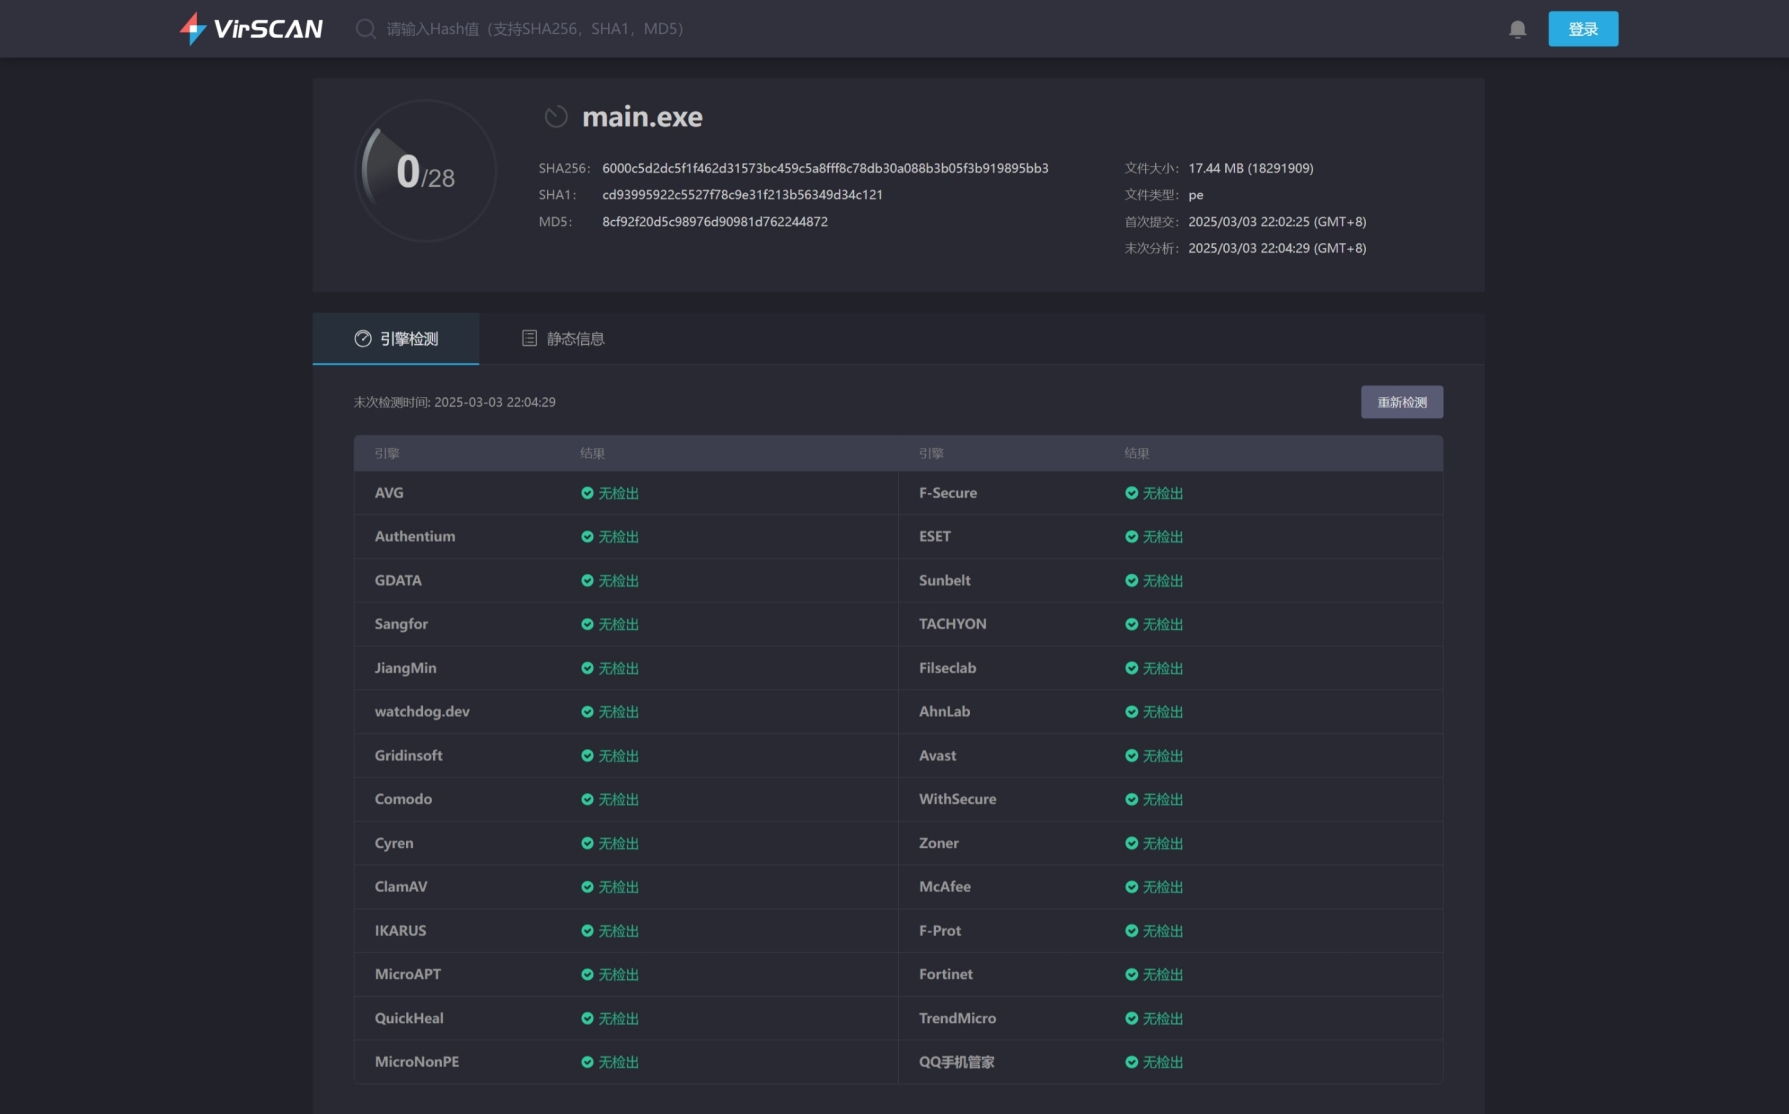 VirSCAN
请输入Hash值（支持SHA256，SHA1，MD5）
登录
0/28
main.exe
SHA256: 6000c5d2dc5f1f462d31573bc459c5a8fff8c78db30a088b3b05f3b919895bb3
SHA1: cd93995922c5527f78c9e31f213b56349d34c121
MD5: 8cf92f20d5c98976d90981d762244872
文件大小: 17.44 MB (18291909)
文件类型: pe
首次提交: 2025/03/03 22:02:25 (GMT+8)
末次分析: 2025/03/03 22:04:29 (GMT+8)
引擎检测 静态信息
末次检测时间: 2025-03-03 22:04:29 重新检测
引擎 结果 引擎 结果
AVG 无检出 F-Secure 无检出
Authentium 无检出 ESET 无检出
GDATA 无检出 Sunbelt 无检出
Sangfor 无检出 TACHYON 无检出
JiangMin 无检出 Filseclab 无检出
watchdog.dev 无检出 AhnLab 无检出
Gridinsoft 无检出 Avast 无检出
Comodo 无检出 WithSecure 无检出
Cyren 无检出 Zoner 无检出
ClamAV 无检出 McAfee 无检出
IKARUS 无检出 F-Prot 无检出
MicroAPT 无检出 Fortinet 无检出
QuickHeal 无检出 TrendMicro 无检出
MicroNonPE 无检出 QQ手机管家 无检出